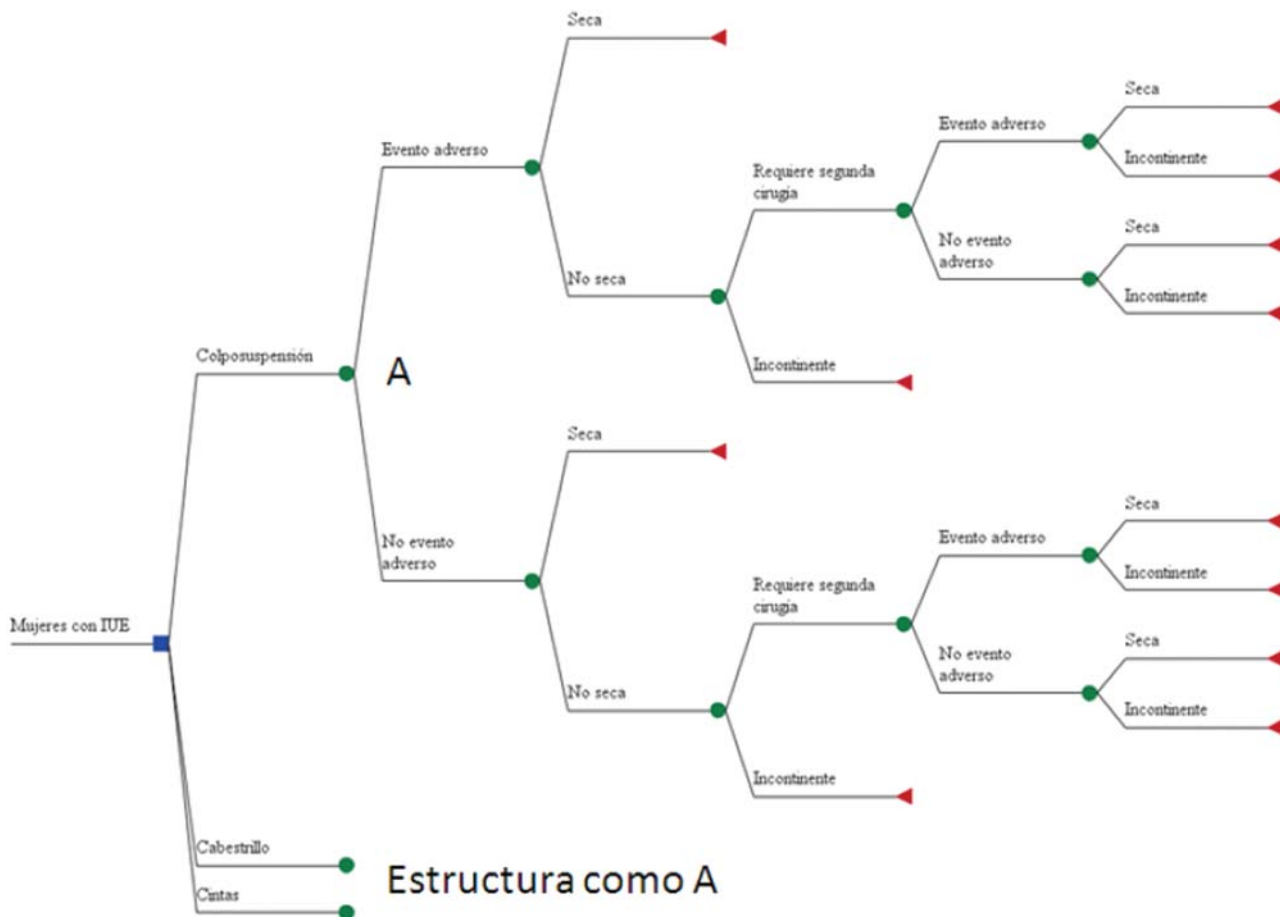 Seca
Seca
Evento adverso
Evento adverso
Incontinente
Requiere segunda
cirugía
Seca
No evento
adverso
No seca
Incontinente
Colposuspensión
Incontinente
A
Seca
Seca
No evento
adverso
Evento adverso
Incontinente
Requiere segunda
cirugía
Mujeres con IUE
Seca
No evento
adverso
No seca
Incontinente
Incontinente
Cabestrillo
Estructura como A
Cintas